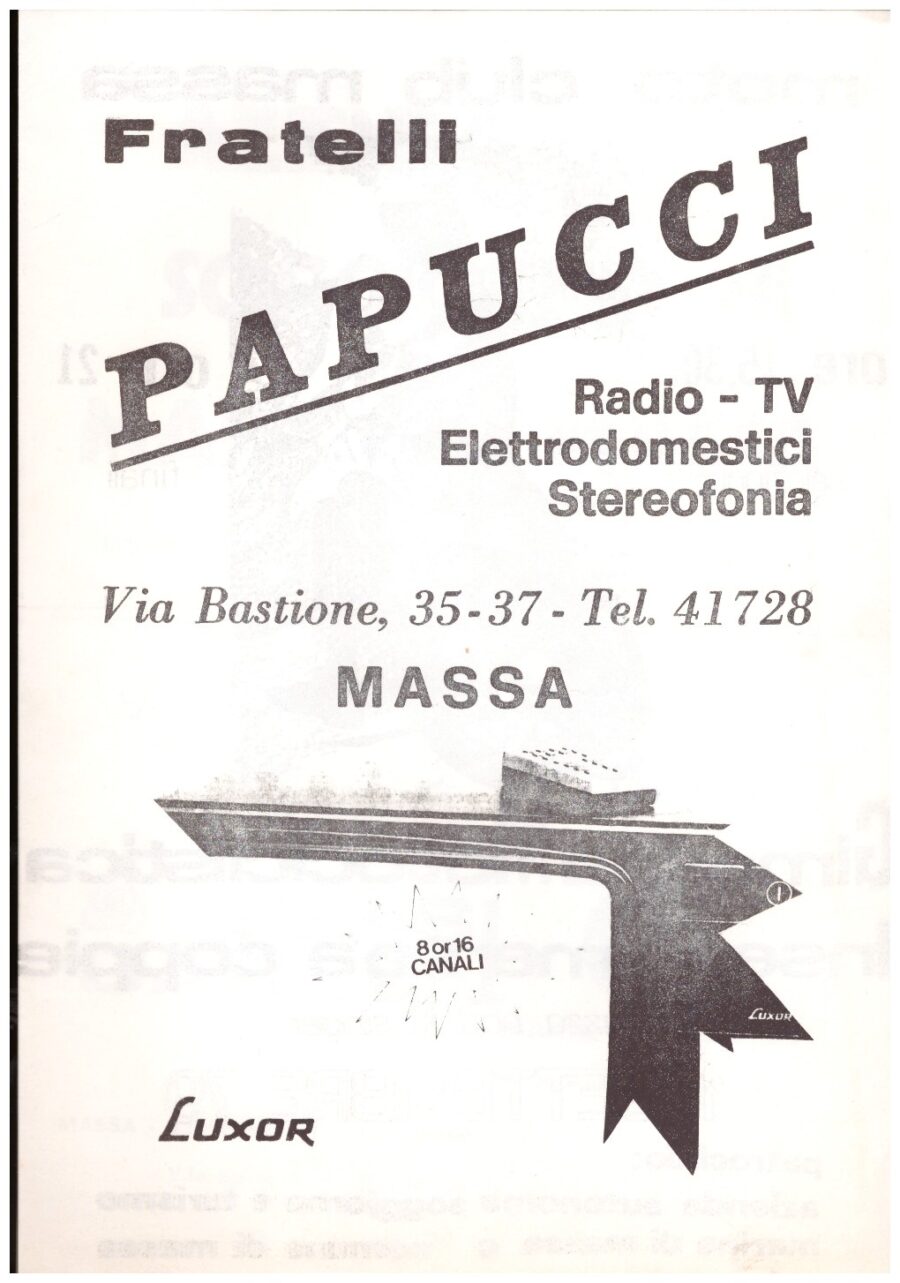 Fratelli
PAPUCCI
Radio - TV
Elettrodomestici
Stereofonia
Via Bastione, 35-37 - Tel. 41728
MASSA
8 or 16
CANALI
LUXOR
LUXOR